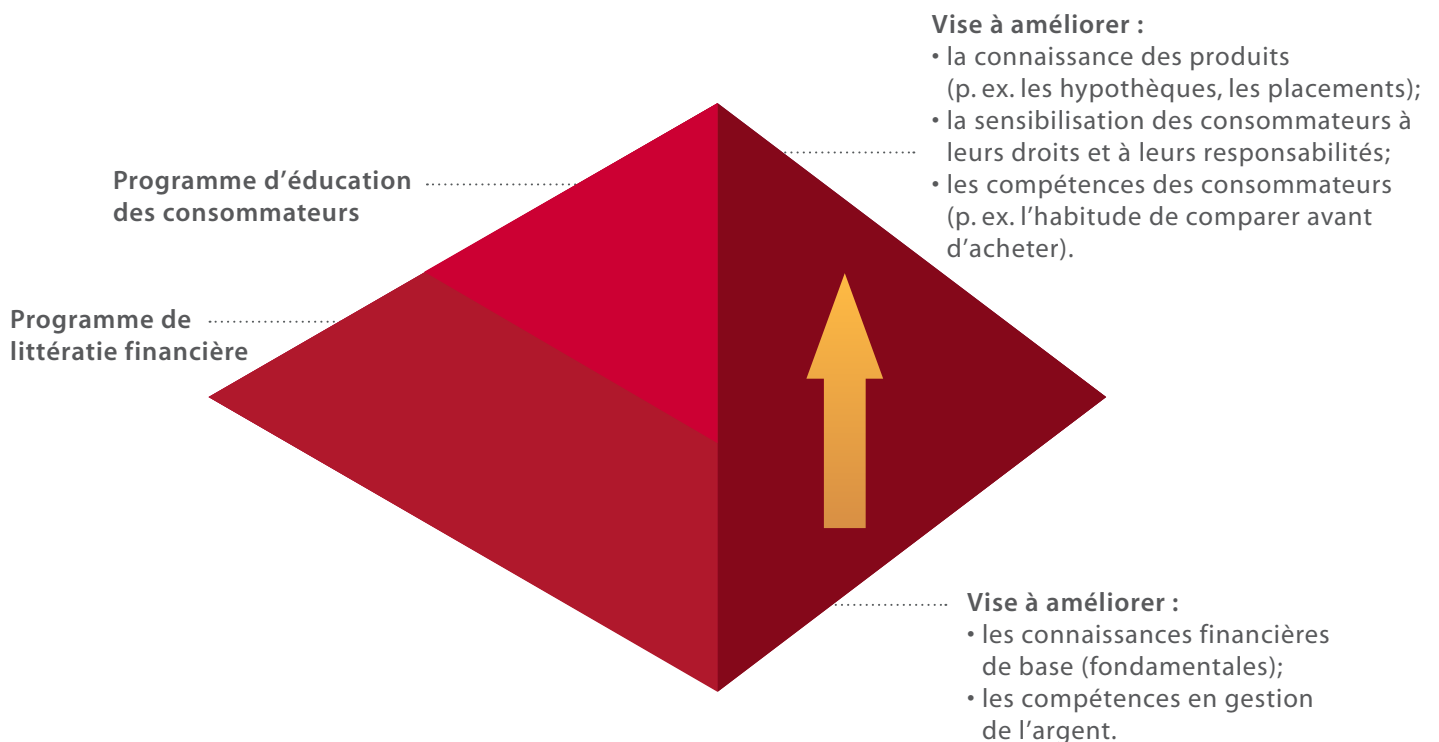 Vise à améliorer :
• la connaissance des produits
(p. ex. les hypothèques, les placements);
• la sensibilisation des consommateurs à
leurs droits et à leurs responsabilités;
• les compétences des consommateurs
(p. ex. l’habitude de comparer avant
d’acheter).
Programme d’éducation
des consommateurs
Programme de
littératie financière
Vise à améliorer :
• les connaissances financières
de base (fondamentales);
• les compétences en gestion
de l’argent.